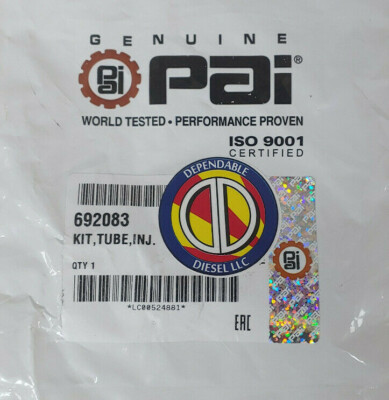 GENUINE
pai pai®
WORLD TESTED • PERFORMANCE PROVEN
ISO 9001
CERTIFIED
DEPENDABLE
DIESEL LLC
692083
KIT,TUBE,INJ.
QTY 1
*LC00524881*
EAC
pai